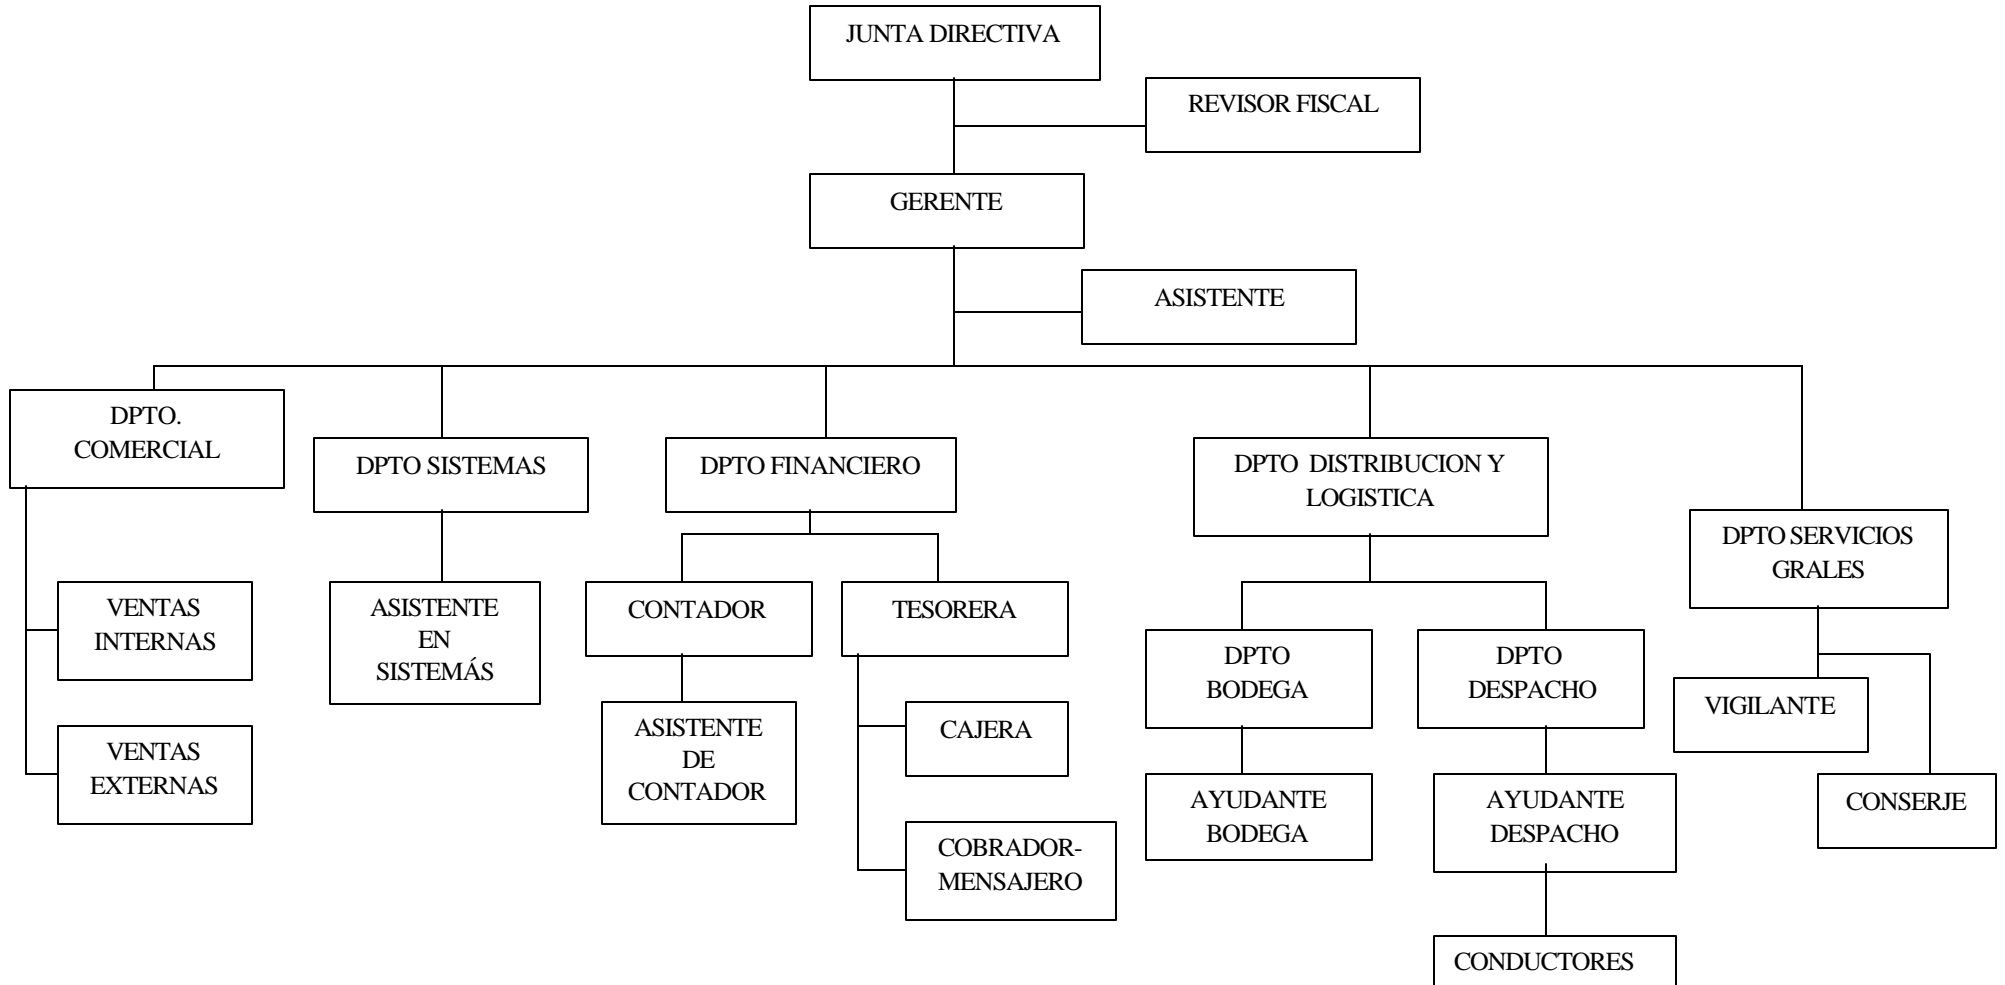 JUNTA DIRECTIVA
REVISOR FISCAL
GERENTE
ASISTENTE
DPTO.
COMERCIAL
DPTO SISTEMAS
DPTO FINANCIERO
DPTO DISTRIBUCION Y
LOGISTICA
DPTO SERVICIOS
GRALES
VENTAS
INTERNAS
ASISTENTE
EN
SISTEMÁS
CONTADOR
TESORERA
DPTO
BODEGA
DPTO
DESPACHO
VIGILANTE
VENTAS
EXTERNAS
ASISTENTE
DE
CONTADOR
CAJERA
AYUDANTE
BODEGA
AYUDANTE
DESPACHO
CONSERJE
COBRADOR-
MENSAJERO
CONDUCTORES